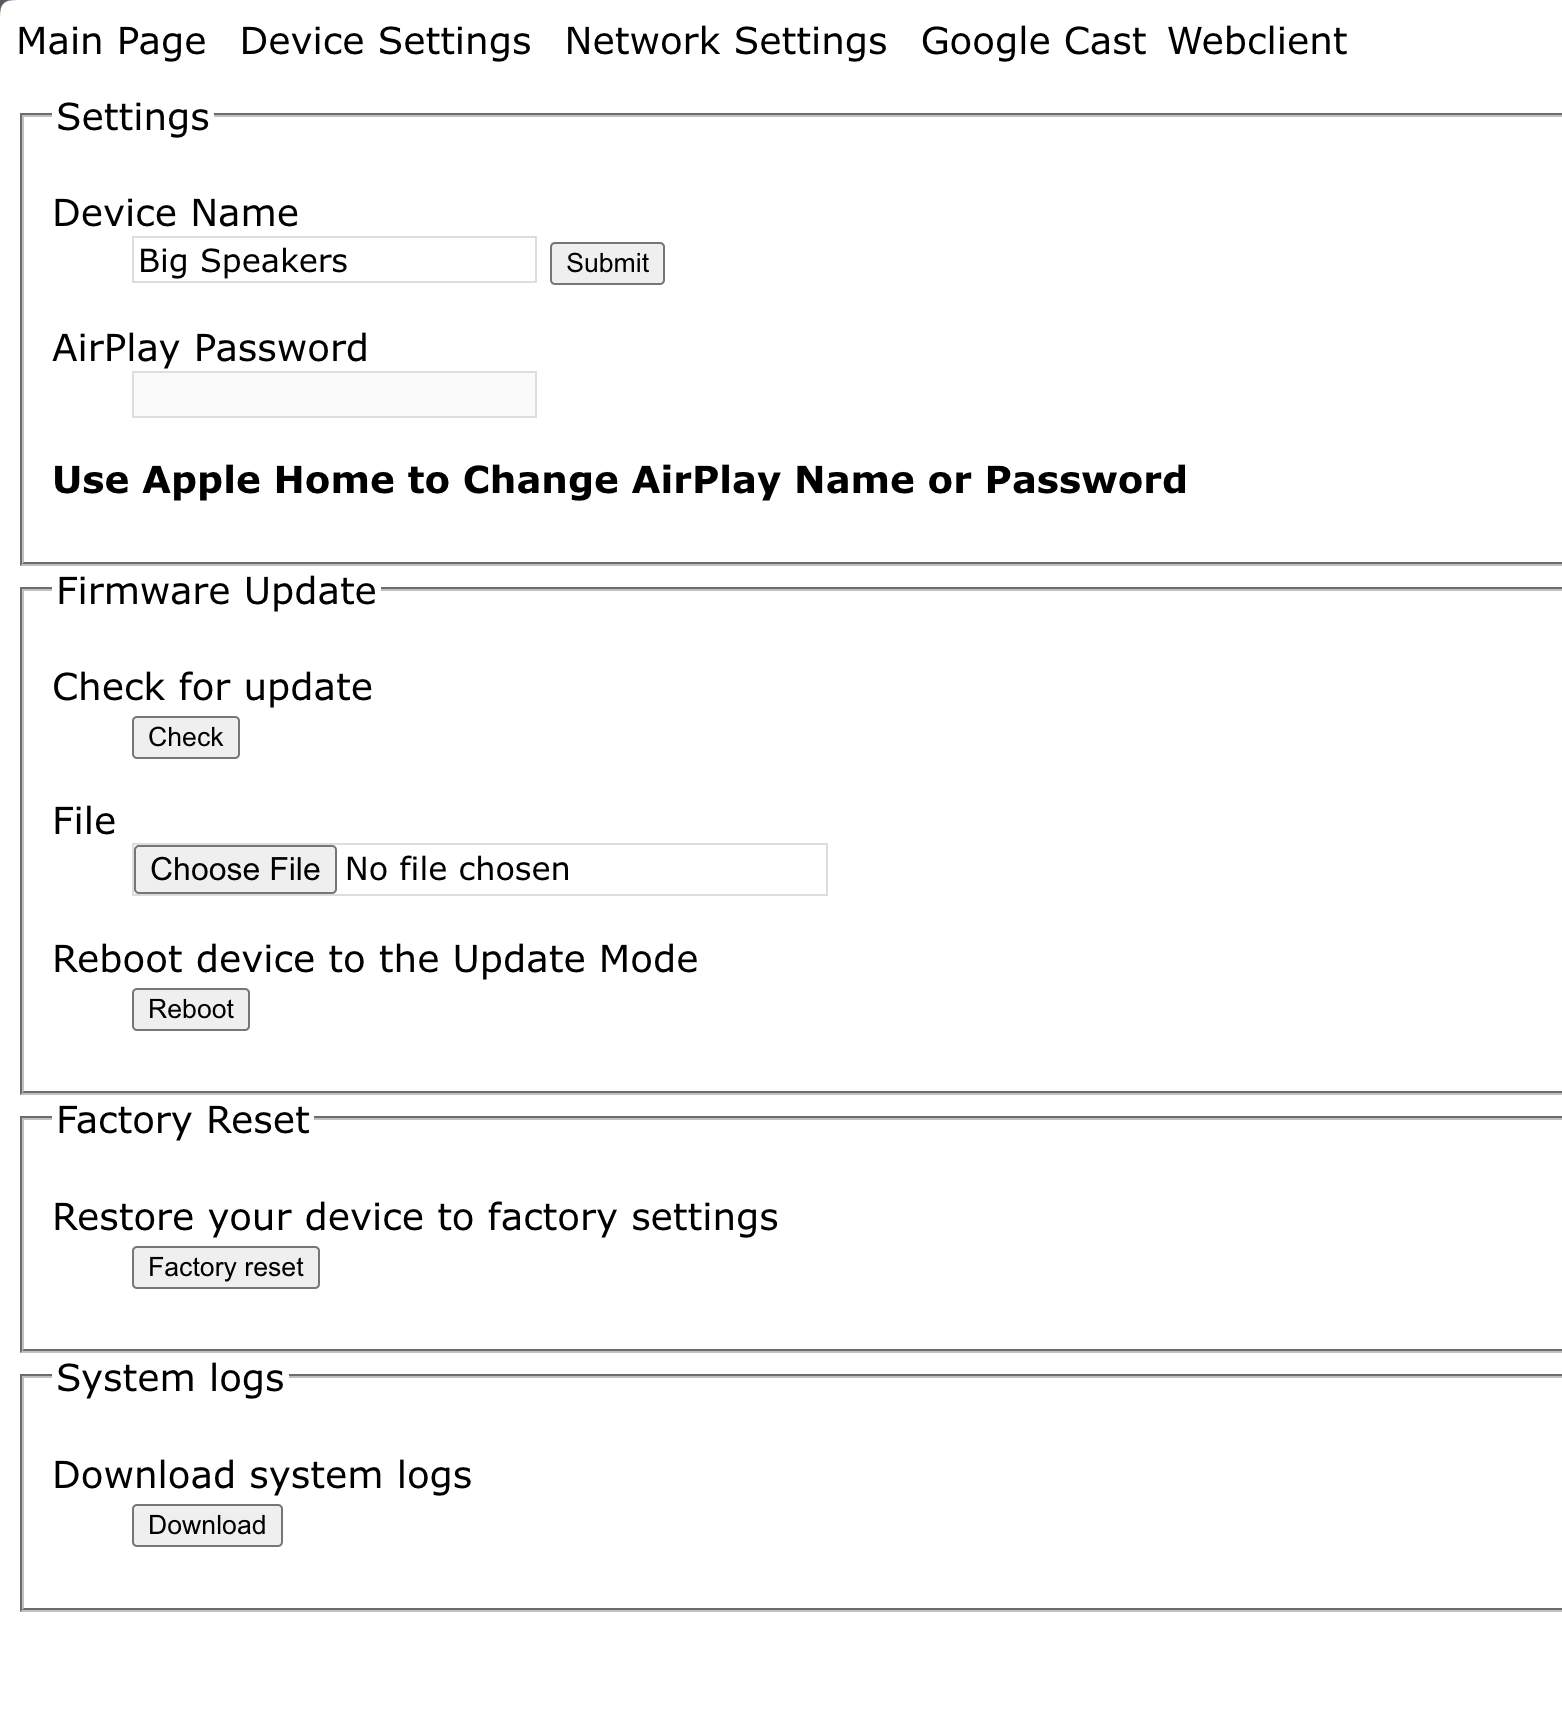 Main Page Device Settings Network Settings Google Cast Webclient
Settings
Device Name
Big Speakers Submit
AirPlay Password
Use Apple Home to Change AirPlay Name or Password
Firmware Update
Check for update
Check
File
Choose File No file chosen
Reboot device to the Update Mode
Reboot
Factory Reset
Restore your device to factory settings
Factory reset
System logs
Download system logs
Download